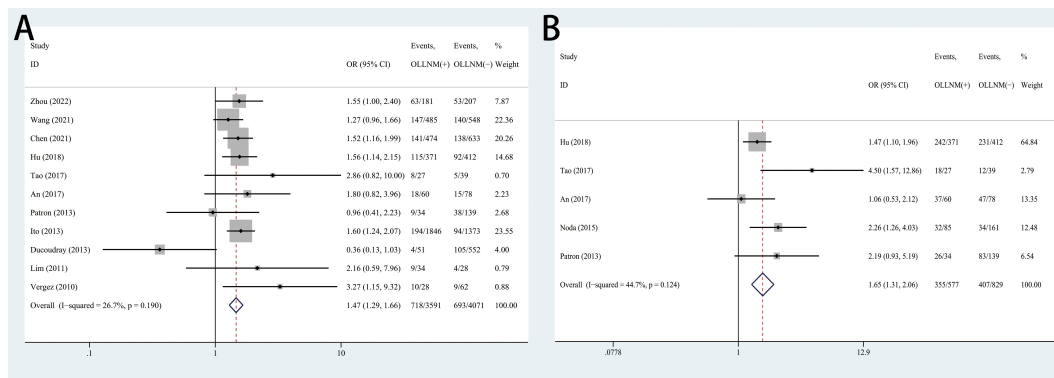 A
Study Events, Events, %
ID OR (95% CI) OLLNM(+) OLLNM(−) Weight
Zhou (2022) 1.55 (1.00, 2.40) 63/181 53/207 7.87
Wang (2021) 1.27 (0.96, 1.66) 147/485 140/548 22.36
Chen (2021) 1.52 (1.16, 1.99) 141/474 138/633 20.26
Hu (2018) 1.56 (1.14, 2.15) 115/371 92/412 14.68
Tao (2017) 2.86 (0.82, 10.00) 8/27 5/39 0.70
An (2017) 1.80 (0.82, 3.96) 18/60 15/78 2.23
Patron (2013) 0.96 (0.41, 2.23) 9/34 38/139 2.68
Ito (2013) 1.60 (1.24, 2.07) 194/1846 94/1373 23.55
Ducoudray (2013) 0.36 (0.13, 1.03) 4/51 105/552 4.00
Lim (2011) 2.16 (0.59, 7.96) 9/34 4/28 0.79
Vergez (2010) 3.27 (1.15, 9.32) 10/28 9/62 0.88
Overall (I−squared = 26.7%, p = 0.190) 1.47 (1.29, 1.66) 718/3591 693/4071 100.00
.1 1 10
B
Study Events, Events, %
ID OR (95% CI) OLLNM(+) OLLNM(−) Weight
Hu (2018) 1.47 (1.10, 1.96) 242/371 231/412 64.84
Tao (2017) 4.50 (1.57, 12.86) 18/27 12/39 2.79
An (2017) 1.06 (0.53, 2.12) 37/60 47/78 13.35
Noda (2015) 2.26 (1.26, 4.03) 32/85 34/161 12.48
Patron (2013) 2.19 (0.93, 5.19) 26/34 83/139 6.54
Overall (I−squared = 44.7%, p = 0.124) 1.65 (1.31, 2.06) 355/577 407/829 100.00
.0778 1 12.9